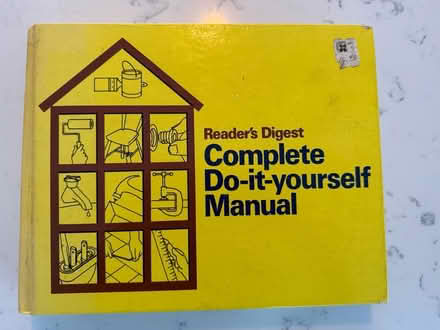 Reader's Digest
Complete
Do-it-yourself
Manual